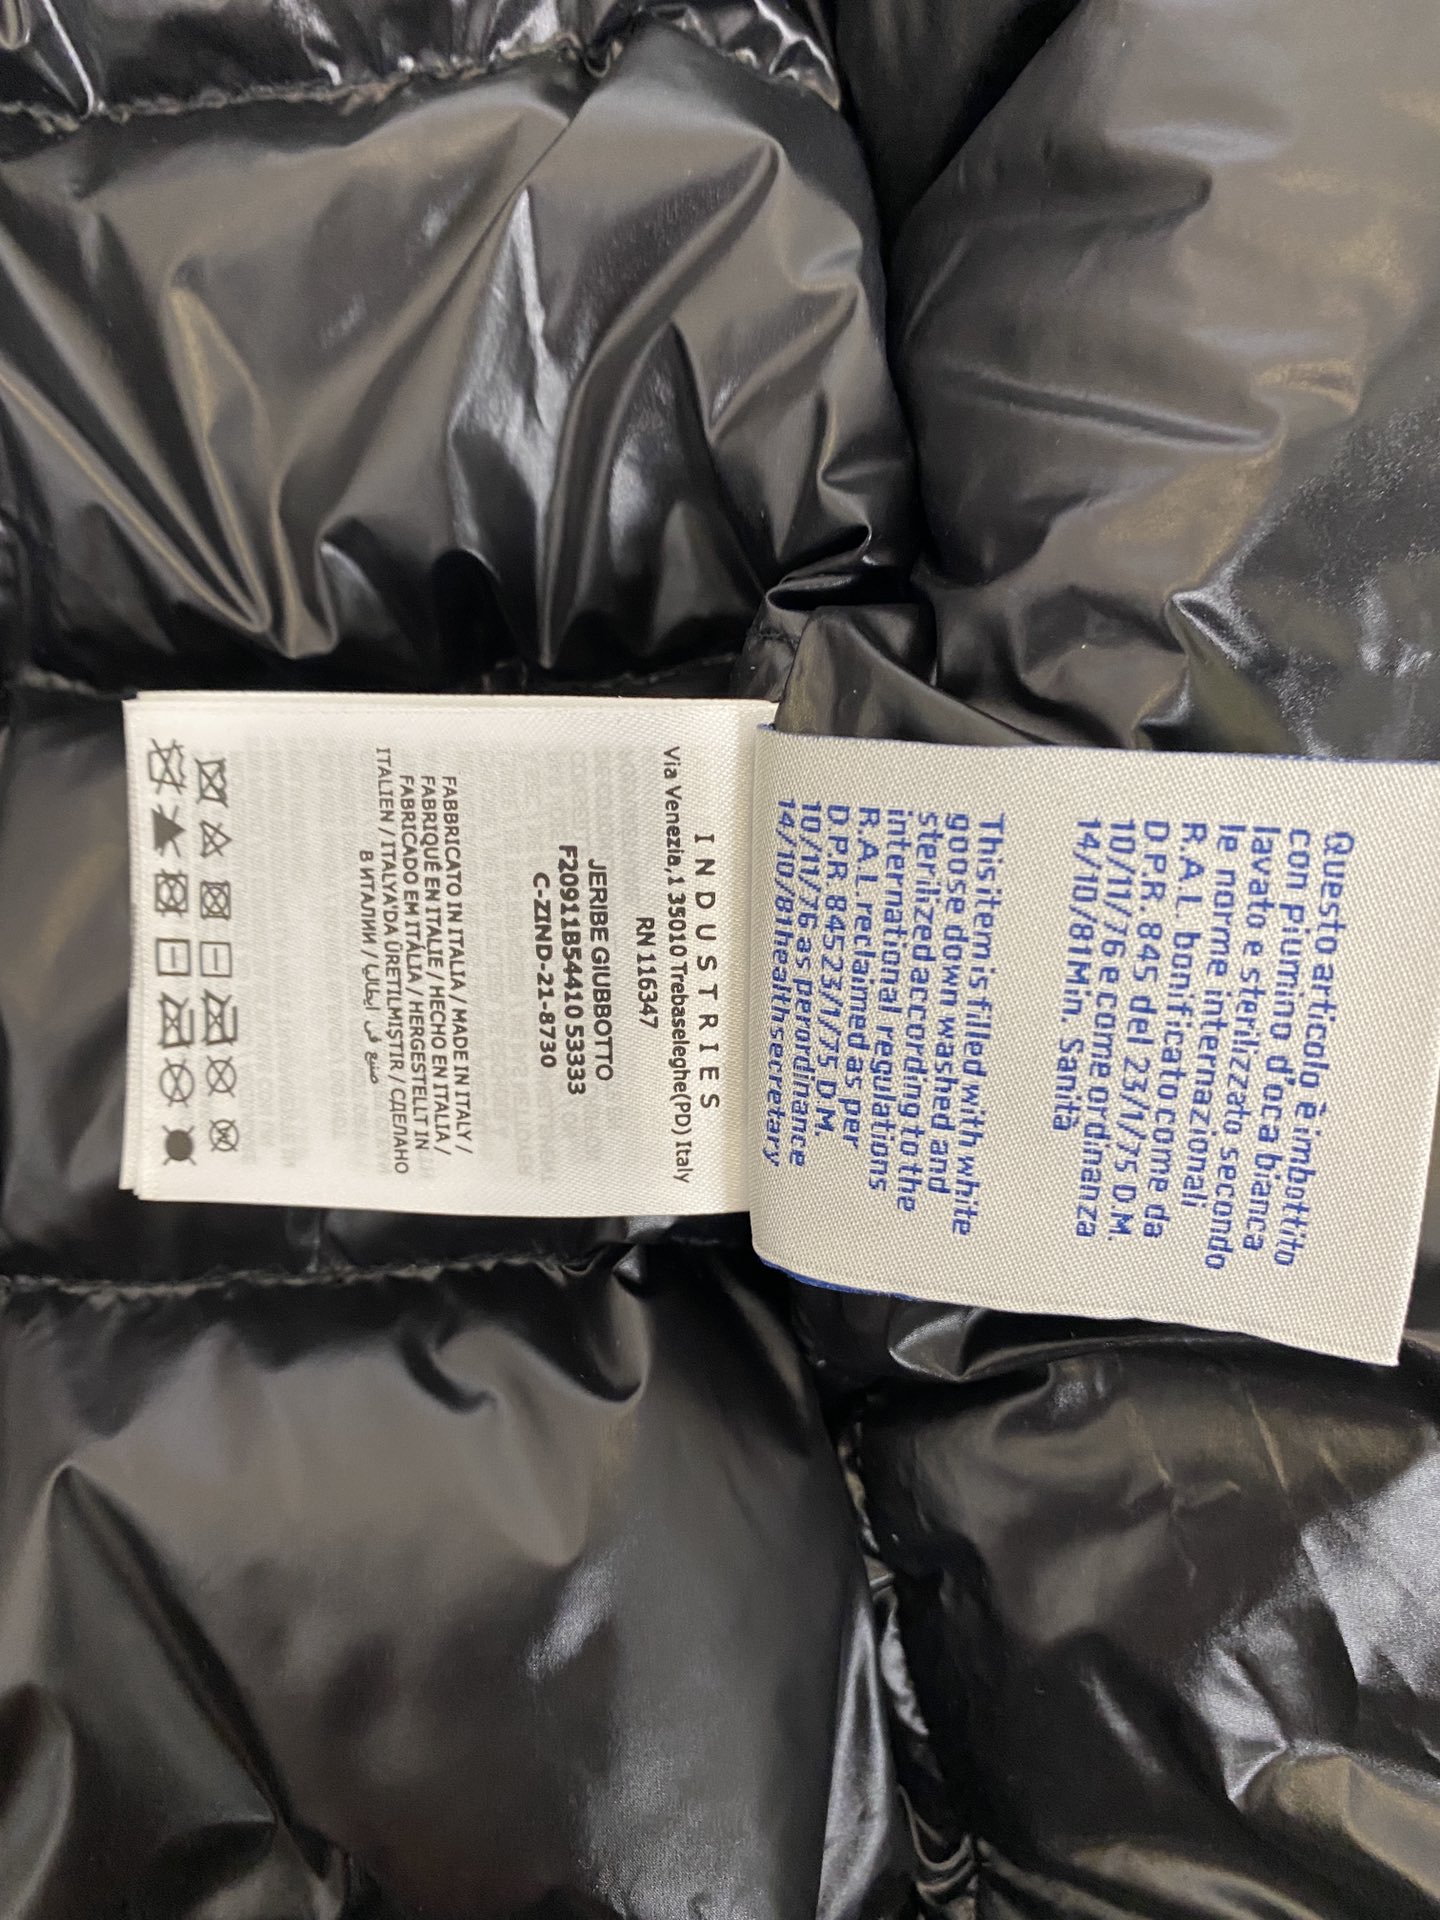 Questo articolo è imbottito
con piumino d'oca bianca
lavato e sterilizzato secondo
le norme internazionali
R.A.L. bonificato come da
D.P.R. 845 del 23/1/75 D.M.
10/11/76 e come ordinanza
14/10/81 Min. Sanità
This item is filled with white
goose down washed and
sterilized according to the
international regulations
R.A.L. reclaimed as per
D.P.R. 845 23/1/75 D.M.
10/11/76 as per ordinance
14/10/81 health secretary
INDUSTRIES
Via Venezia,1 35010 Trebaseleghe(PD) Italy
RN 116347
JERIBE GIUBBOTTO
F20911B54410 53333
C-ZIND-21-8730
FABBRICATO IN ITALIA / MADE IN ITALY /
FABRIQUÉ EN ITALIE / HECHO EN ITALIA /
FABRICADO EM ITÁLIA / HERGESTELLT IN
ITALIEN / ITALYA'DA ÜRETILMIŞTIR / СДЕЛАНО
В ИТАЛИИ / صنع في ايطاليا